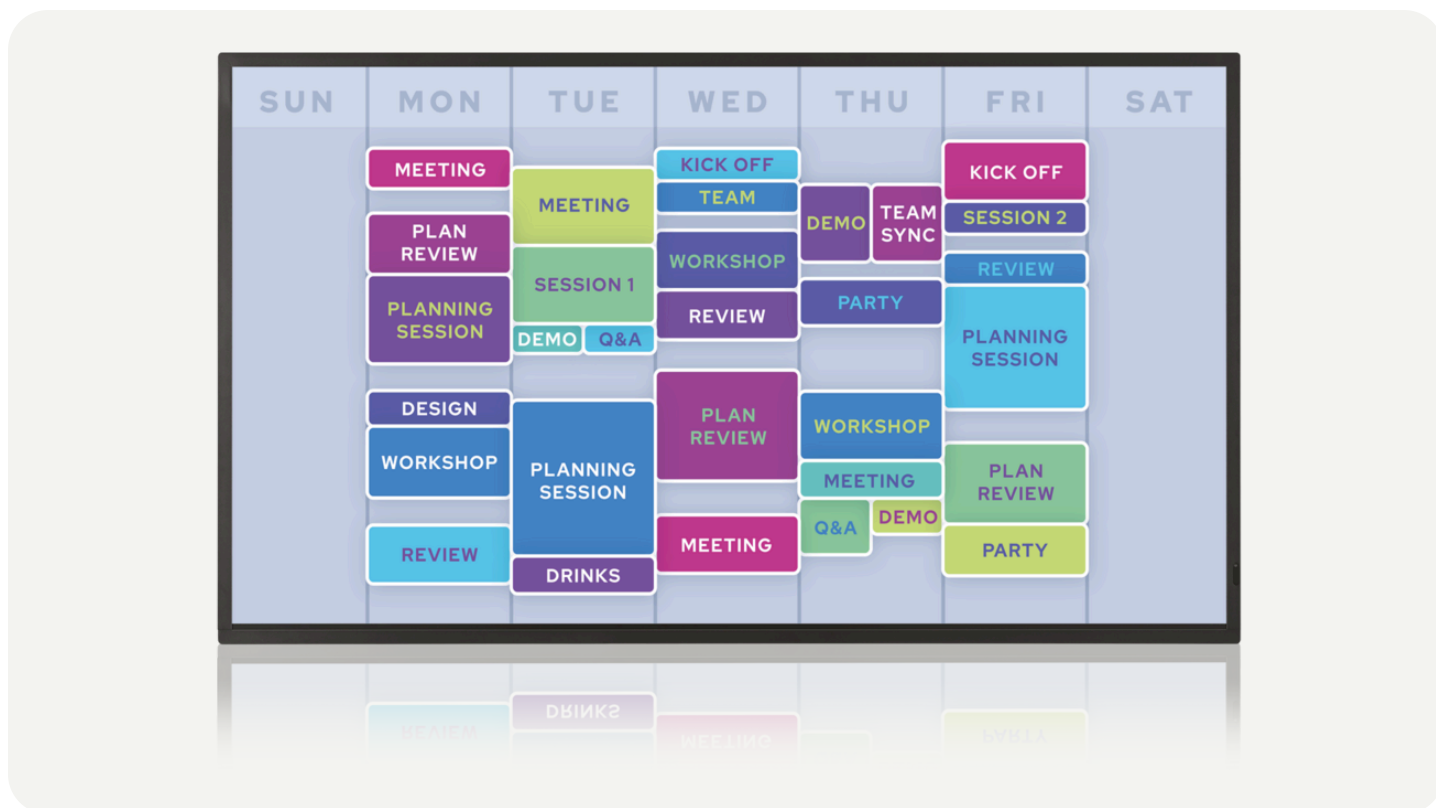 SUN
MON
TUE
WED
THU
FRI
SAT
MEETING
PLAN
REVIEW
PLANNING
SESSION
DESIGN
WORKSHOP
REVIEW
MEETING
SESSION 1
DEMO
Q&A
PLANNING
SESSION
DRINKS
KICK OFF
TEAM
WORKSHOP
REVIEW
PLAN
REVIEW
MEETING
DEMO
TEAM
SYNC
PARTY
WORKSHOP
MEETING
Q&A
DEMO
KICK OFF
SESSION 2
REVIEW
PLANNING
SESSION
PLAN
REVIEW
PARTY